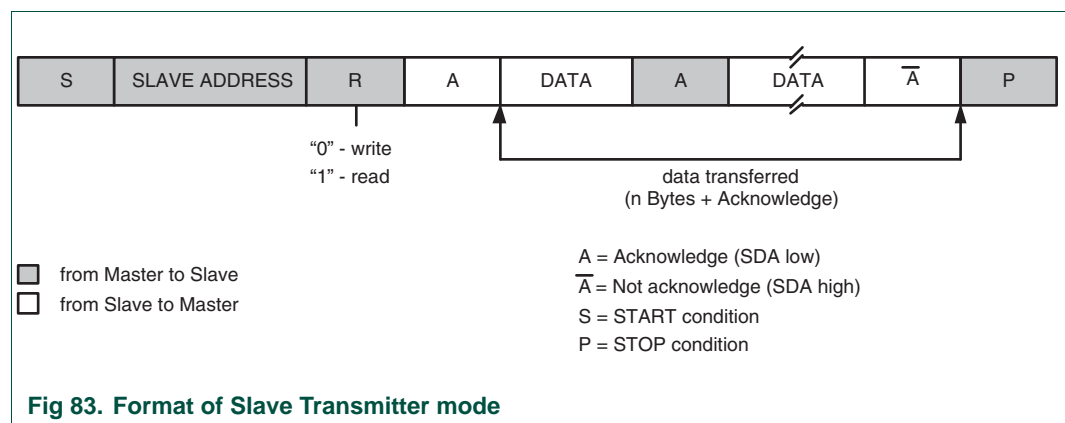 S SLAVE ADDRESS R A DATA A DATA A̅ P
“0” - write
“1” - read
data transferred
(n Bytes + Acknowledge)
from Master to Slave
from Slave to Master
A = Acknowledge (SDA low)
A̅ = Not acknowledge (SDA high)
S = START condition
P = STOP condition
Fig 83. Format of Slave Transmitter mode